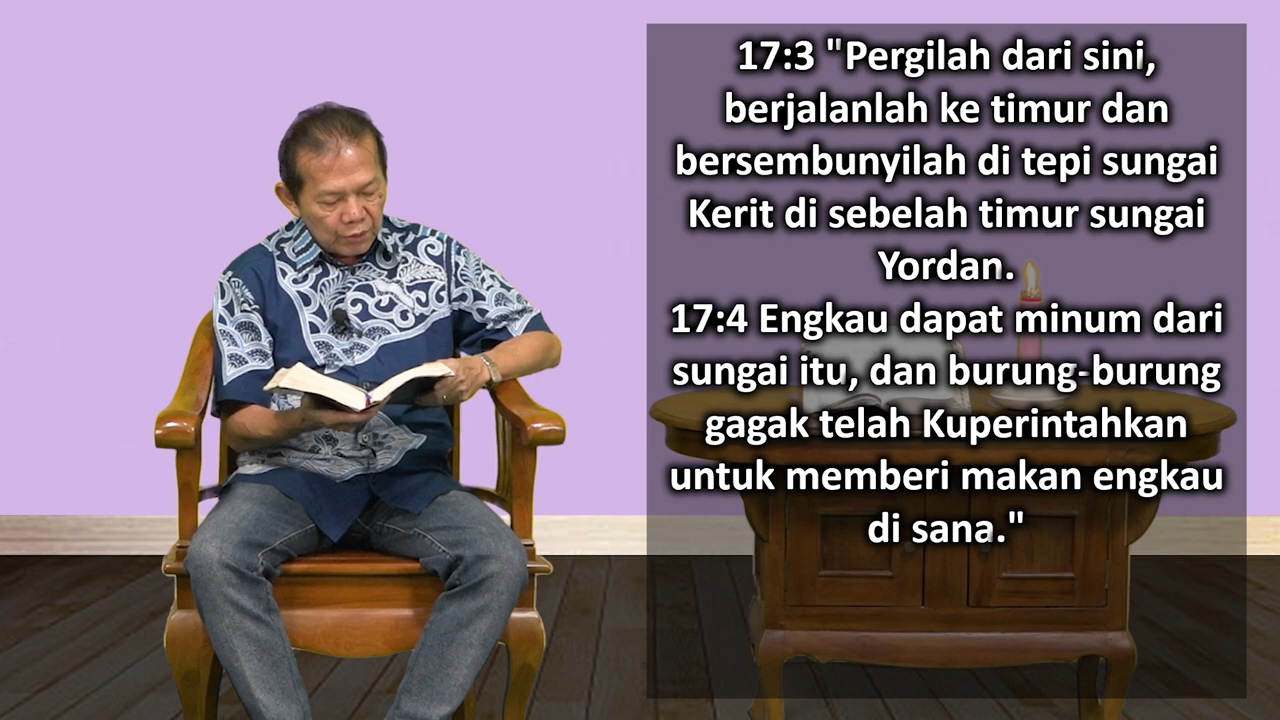 17:3 "Pergilah dari sini,
berjalanlah ke timur dan
bersembunyilah di tepi sungai
Kerit di sebelah timur sungai
Yordan.
17:4 Engkau dapat minum dari
sungai itu, dan burung-burung
gagak telah Kuperintahkan
untuk memberi makan engkau
di sana."